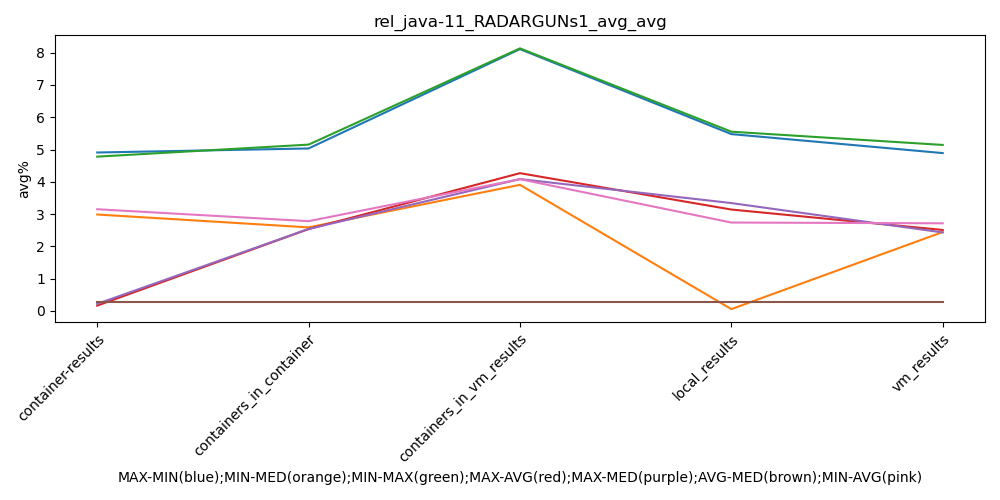 rel_java-11_RADARGUNs1_avg_avg
avg%
8
7
6
5
4
3
2
1
0
container-results
containers_in_container
containers_in_vm_results
local_results
vm_results
MAX-MIN(blue);MIN-MED(orange);MIN-MAX(green);MAX-AVG(red);MAX-MED(purple);AVG-MED(brown);MIN-AVG(pink)